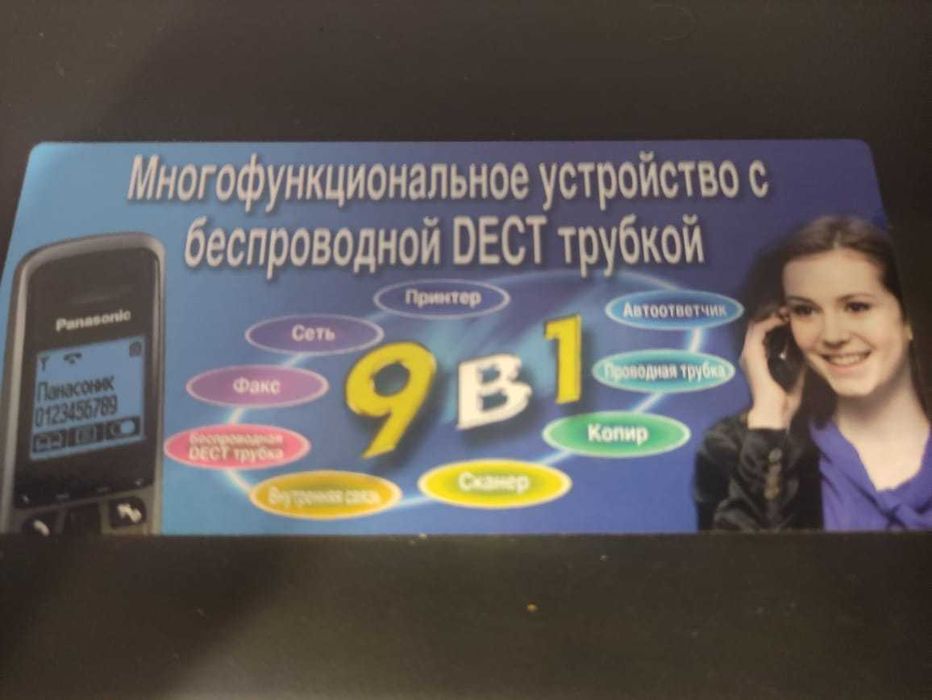 Многофункциональное устройство с
беспроводной DECT трубкой
Принтер
Автоответчик
Сеть
Panasonic
Панасоник
0123456789
Факс
9 в 1
Проводная трубка
Беспроводная
DECT трубка
Копир
Внутренняя связь
Сканер